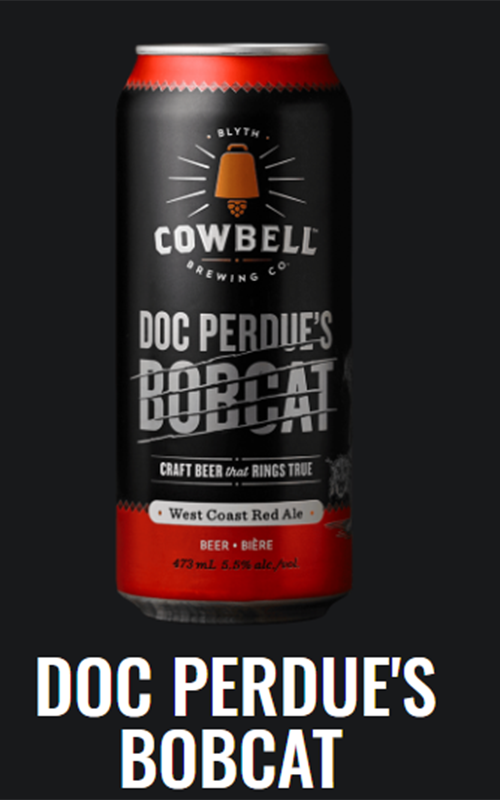 • BLYTH •
COWBELL™
BREWING CO.
DOC PERDUE'S
BOBCAT
CRAFT BEER that RINGS TRUE
• West Coast Red Ale •
BEER • BIÈRE
473 mL 5.5% alc./vol.
DOC PERDUE'S
BOBCAT